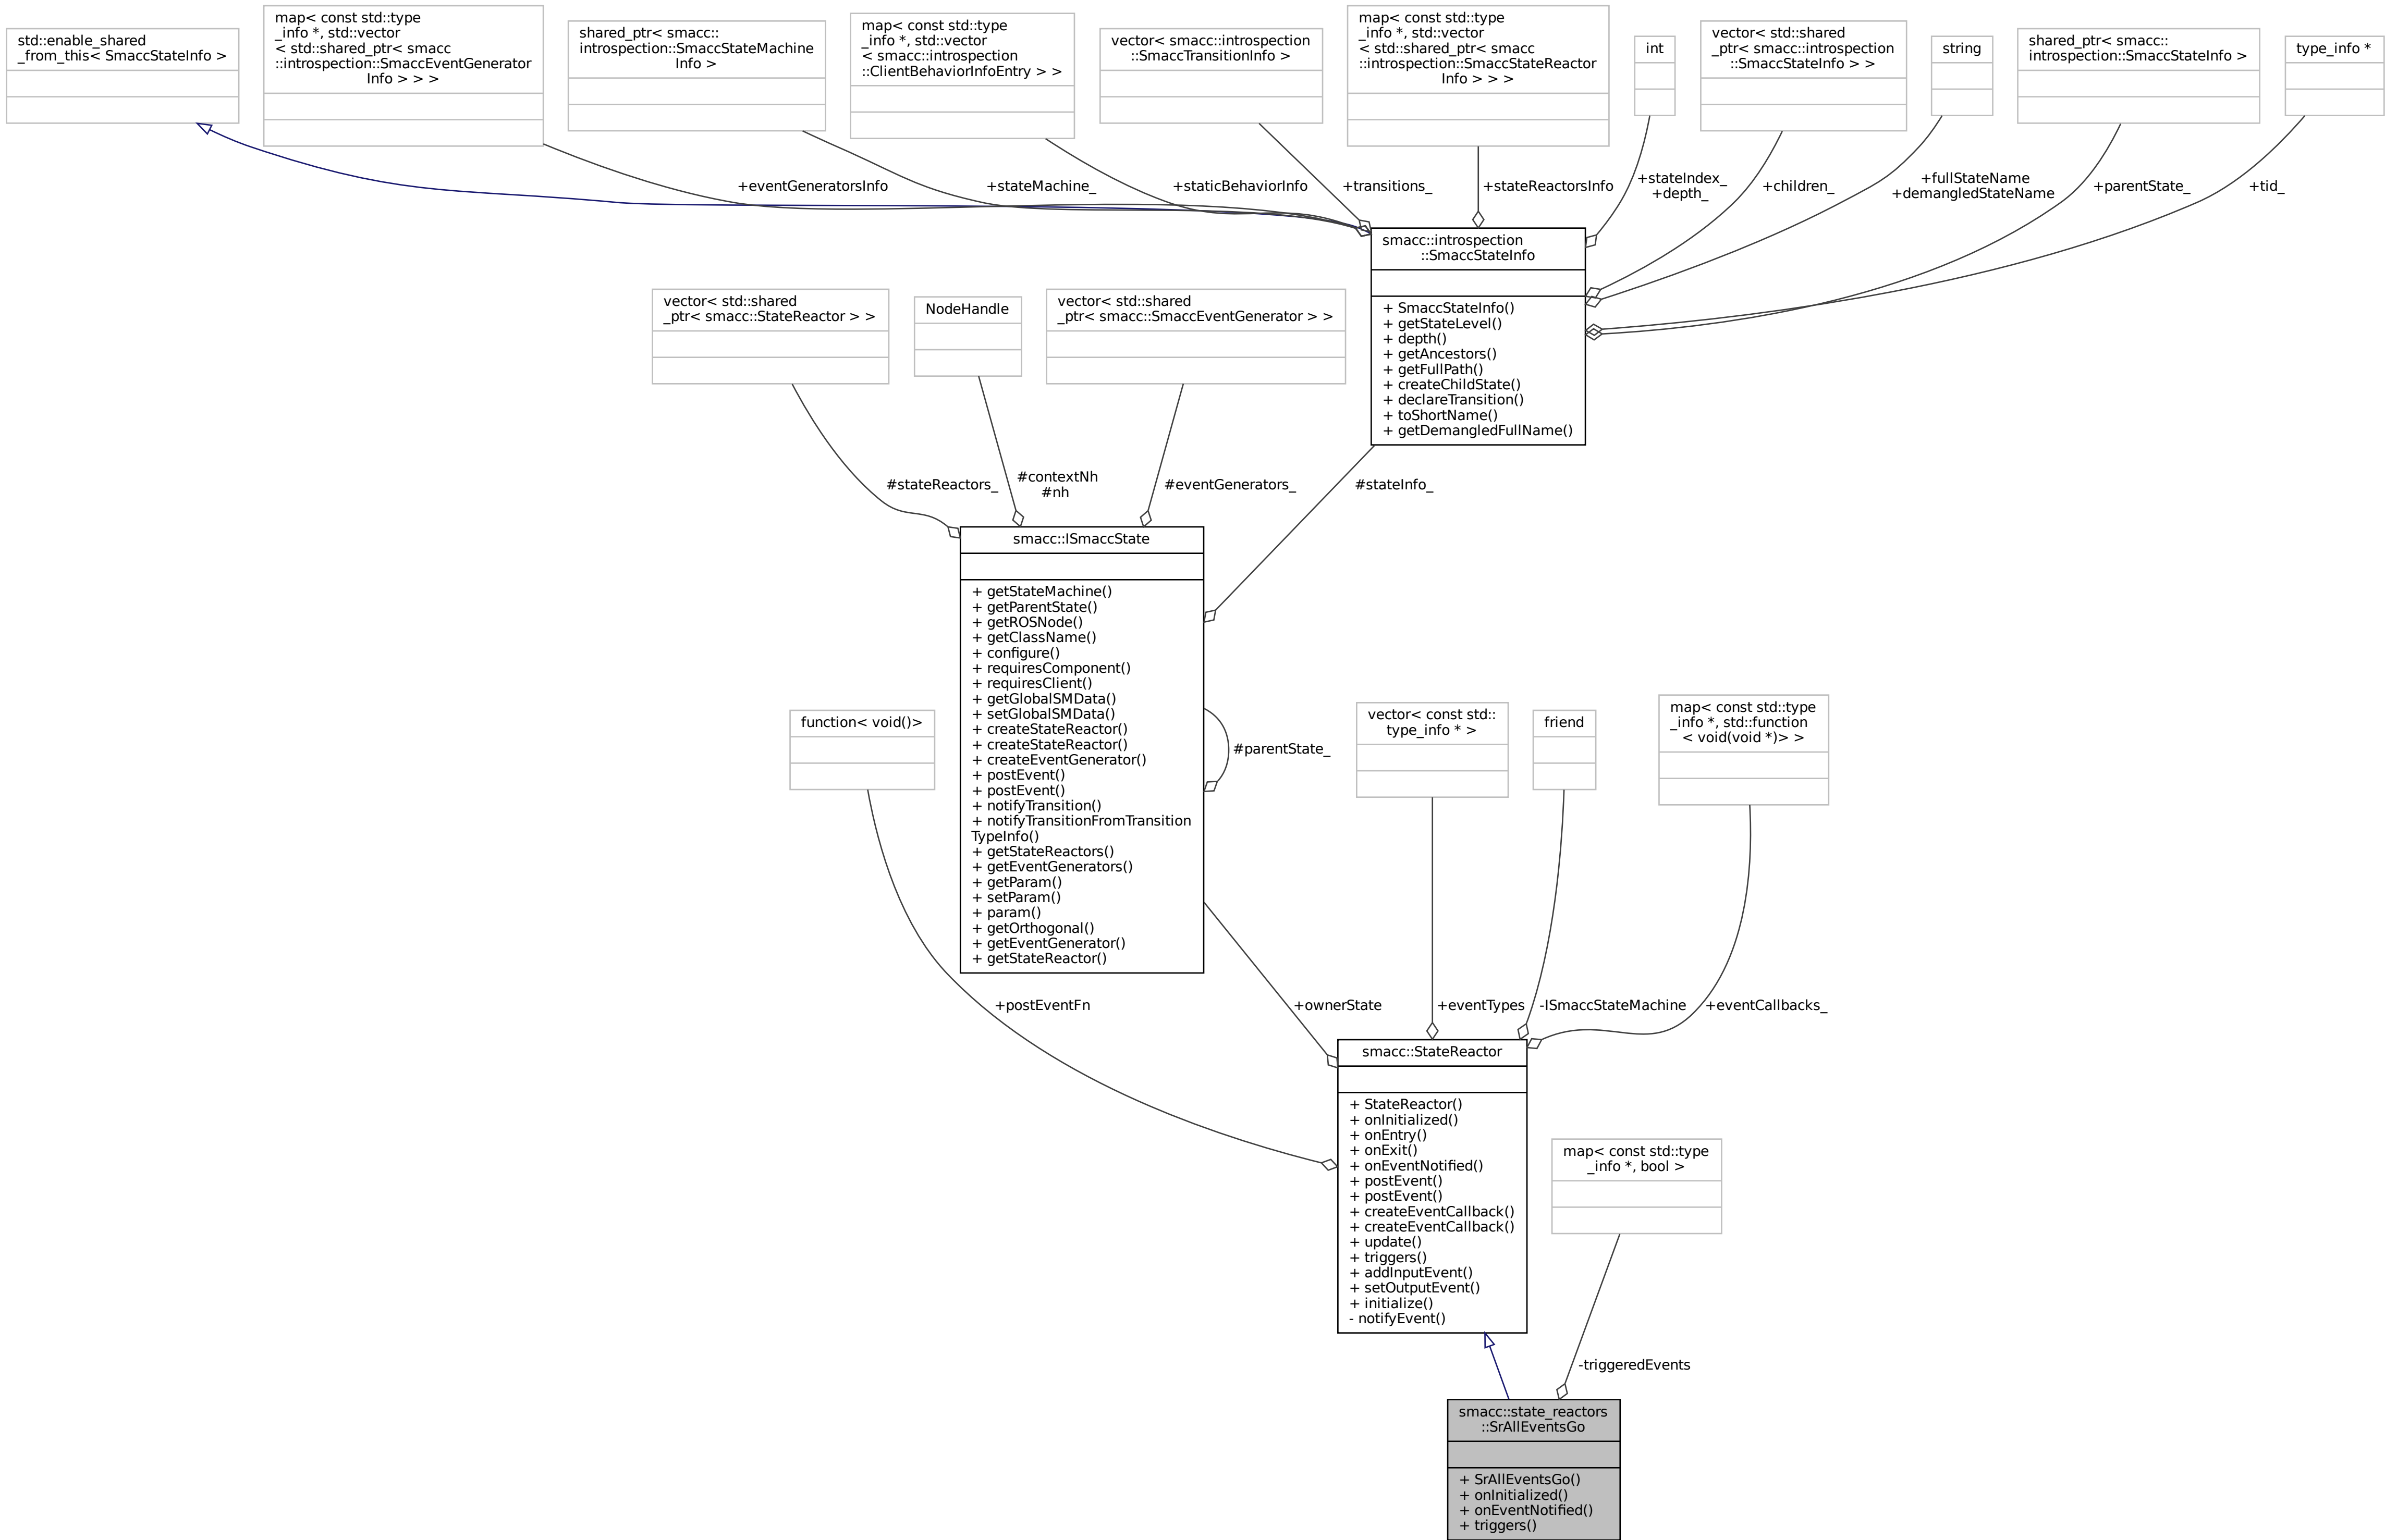 std::enable_shared
_from_this< SmaccStateInfo >
map< const std::type
_info *, std::vector
< std::shared_ptr< smacc
::introspection::SmaccEventGenerator
Info > > >
shared_ptr< smacc::
introspection::SmaccStateMachine
Info >
map< const std::type
_info *, std::vector
< smacc::introspection
::ClientBehaviorInfoEntry > >
vector< smacc::introspection
::SmaccTransitionInfo >
map< const std::type
_info *, std::vector
< std::shared_ptr< smacc
::introspection::SmaccStateReactor
Info > > >
int
vector< std::shared
_ptr< smacc::introspection
::SmaccStateInfo > >
string
shared_ptr< smacc::
introspection::SmaccStateInfo >
type_info *
+eventGeneratorsInfo
+stateMachine_
+staticBehaviorInfo
+transitions_
+stateReactorsInfo
+stateIndex_
+depth_
+children_
+fullStateName
+demangledStateName
+parentState_
+tid_
smacc::introspection
::SmaccStateInfo
+ SmaccStateInfo()
+ getStateLevel()
+ depth()
+ getAncestors()
+ getFullPath()
+ createChildState()
+ declareTransition()
+ toShortName()
+ getDemangledFullName()
vector< std::shared
_ptr< smacc::StateReactor > >
NodeHandle
vector< std::shared
_ptr< smacc::SmaccEventGenerator > >
#stateReactors_
#contextNh
#nh
#eventGenerators_
#stateInfo_
smacc::ISmaccState
+ getStateMachine()
+ getParentState()
+ getROSNode()
+ getClassName()
+ configure()
+ requiresComponent()
+ requiresClient()
+ getGlobalSMData()
+ setGlobalSMData()
+ createStateReactor()
+ createStateReactor()
+ createEventGenerator()
+ postEvent()
+ postEvent()
+ notifyTransition()
+ notifyTransitionFromTransition
TypeInfo()
+ getStateReactors()
+ getEventGenerators()
+ getParam()
+ setParam()
+ param()
+ getOrthogonal()
+ getEventGenerator()
+ getStateReactor()
#parentState_
function< void()>
vector< const std::
type_info * >
friend
map< const std::type
_info *, std::function
< void(void *)> >
+postEventFn
+ownerState
+eventTypes
-ISmaccStateMachine
+eventCallbacks_
smacc::StateReactor
+ StateReactor()
+ onInitialized()
+ onEntry()
+ onExit()
+ onEventNotified()
+ postEvent()
+ postEvent()
+ createEventCallback()
+ createEventCallback()
+ update()
+ triggers()
+ addInputEvent()
+ setOutputEvent()
+ initialize()
- notifyEvent()
map< const std::type
_info *, bool >
-triggeredEvents
smacc::state_reactors
::SrAllEventsGo
+ SrAllEventsGo()
+ onInitialized()
+ onEventNotified()
+ triggers()